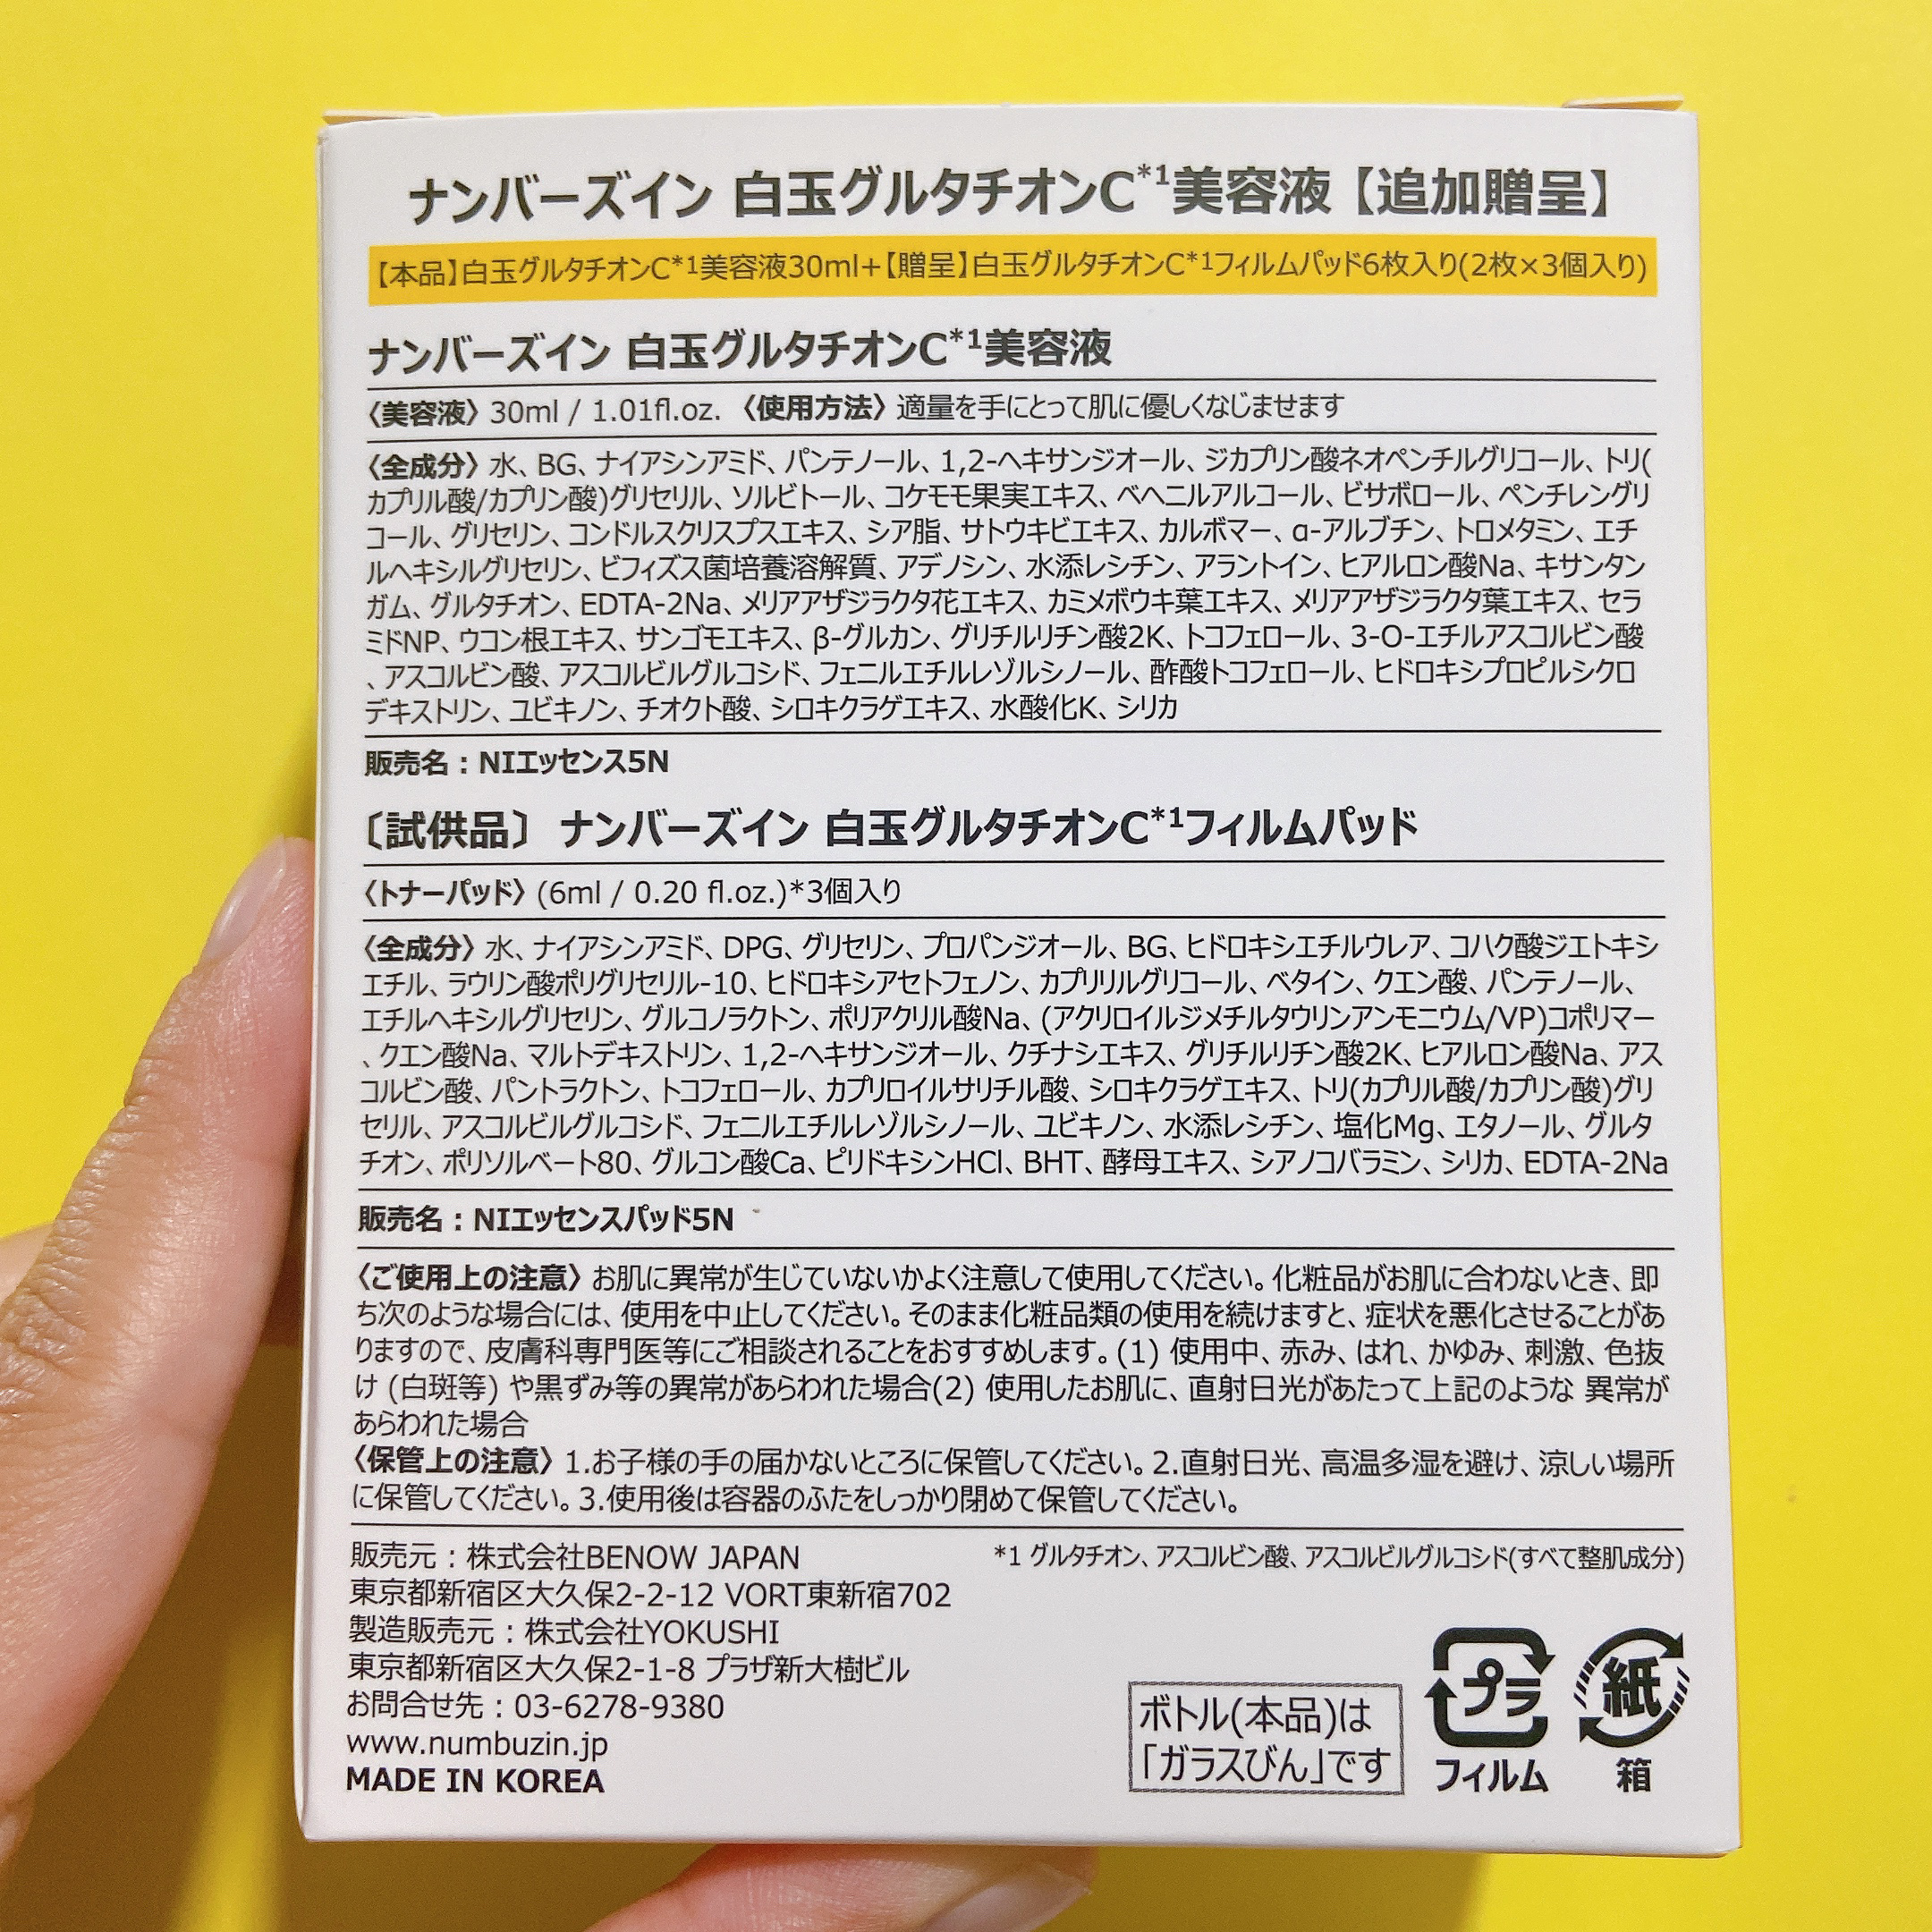 ナンバーズイン 白玉グルタチオンC*1美容液【追加贈呈】
【本品】白玉グルタチオンC*1美容液30ml+【贈呈】白玉グルタチオンC*1フィルムパッド6枚入り(2枚×3個入り)
ナンバーズイン 白玉グルタチオンC*1美容液
〈美容液〉30ml / 1.01fl.oz. 〈使用方法〉適量を手にとって肌に優しくなじませます
〈全成分〉水、BG、ナイアシンアミド、パンテノール、1,2-ヘキサンジオール、ジカプリン酸ネオペンチルグリコール、トリ(
カプリル酸/カプリン酸)グリセリル、ソルビトール、コケモモ果実エキス、ベヘニルアルコール、ビサボロール、ペンチレングリ
コール、グリセリン、コンドルスクリスプスエキス、シア脂、サトウキビエキス、カルボマー、α-アルブチン、トロメタミン、エチ
ルヘキシルグリセリン、ビフィズス菌培養溶解質、アデノシン、水添レシチン、アラントイン、ヒアルロン酸Na、キサンタン
ガム、グルタチオン、EDTA-2Na、メリアアザジラクタ花エキス、カミメボウキ葉エキス、メリアアザジラクタ葉エキス、セラ
ミドNP、ウコン根エキス、サンゴモエキス、β-グルカン、グリチルリチン酸2K、トコフェロール、3-O-エチルアスコルビン酸
、アスコルビン酸、アスコルビルグルコシド、フェニルエチルレゾルシノール、酢酸トコフェロール、ヒドロキシプロピルシクロ
デキストリン、ユビキノン、チオクト酸、シロキクラゲエキス、水酸化K、シリカ
販売名：NIエッセンス5N
〔試供品〕 ナンバーズイン 白玉グルタチオンC*1フィルムパッド
〈トナーパッド〉(6ml / 0.20 fl.oz.)*3個入り
〈全成分〉水、ナイアシンアミド、DPG、グリセリン、プロパンジオール、BG、ヒドロキシエチルウレア、コハク酸ジエトキシ
エチル、ラウリン酸ポリグリセリル-10、ヒドロキシアセトフェノン、カプリリルグリコール、ベタイン、クエン酸、パンテノール、
エチルヘキシルグリセリン、グルコノラクトン、ポリアクリル酸Na、(アクリロイルジメチルタウリンアンモニウム/VP)コポリマー
、クエン酸Na、マルトデキストリン、1,2-ヘキサンジオール、クチナシエキス、グリチルリチン酸2K、ヒアルロン酸Na、アス
コルビン酸、パントラクトン、トコフェロール、カプリロイルサリチル酸、シロキクラゲエキス、トリ(カプリル酸/カプリン酸)グリ
セリル、アスコルビルグルコシド、フェニルエチルレゾルシノール、ユビキノン、水添レシチン、塩化Mg、エタノール、グルタ
チオン、ポリソルベート80、グルコン酸Ca、ピリドキシンHCl、BHT、酵母エキス、シアノコバラミン、シリカ、EDTA-2Na
販売名：NIエッセンスパッド5N
〈ご使用上の注意〉お肌に異常が生じていないかよく注意して使用してください。化粧品がお肌に合わないとき、即
ち次のような場合には、使用を中止してください。そのまま化粧品類の使用を続けますと、症状を悪化させることがあ
りますので、皮膚科専門医等にご相談されることをおすすめします。(1) 使用中、赤み、はれ、かゆみ、刺激、色抜
け (白斑等) や黒ずみ等の異常があらわれた場合(2) 使用したお肌に、直射日光があたって上記のような 異常が
あらわれた場合
〈保管上の注意〉1.お子様の手の届かないところに保管してください。2.直射日光、高温多湿を避け、涼しい場所
に保管してください。3.使用後は容器のふたをしっかり閉めて保管してください。
販売元：株式会社BENOW JAPAN
*1 グルタチオン、アスコルビン酸、アスコルビルグルコシド(すべて整肌成分)
東京都新宿区大久保2-2-12 VORT東新宿702
製造販売元：株式会社YOKUSHI
東京都新宿区大久保2-1-8 プラザ新大樹ビル
お問合せ先：03-6278-9380
www.numbuzin.jp
MADE IN KOREA
ボトル(本品)は
「ガラスびん」です
プラ
フィルム
紙
箱